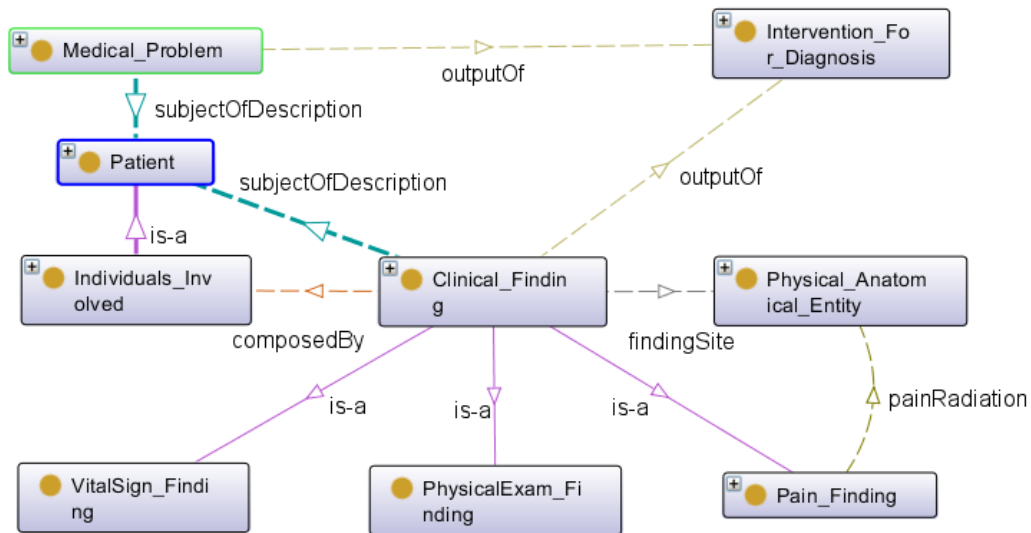 Medical_Problem
Intervention_Fo
r_Diagnosis
outputOf
subjectOfDescription
Patient
subjectOfDescription
outputOf
is-a
Individuals_Inv
olved
Clinical_Findin
g
Physical_Anatom
ical_Entity
composedBy
findingSite
is-a
is-a
is-a
painRadiation
VitalSign_Findi
ng
PhysicalExam_Fi
nding
Pain_Finding